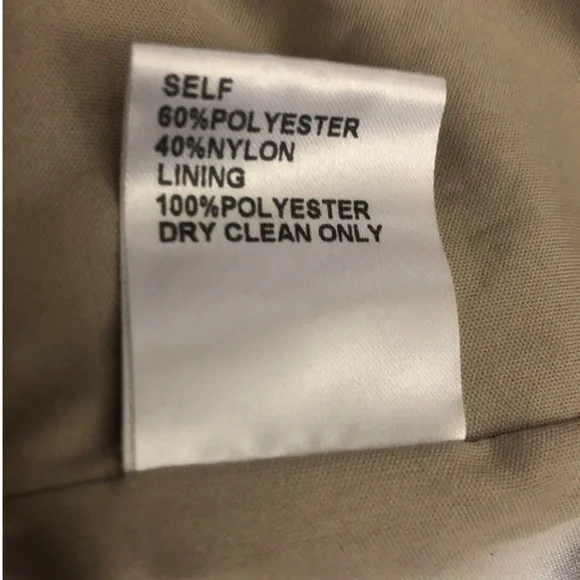 SELF
60%POLYESTER
40%NYLON
LINING
100%POLYESTER
DRY CLEAN ONLY